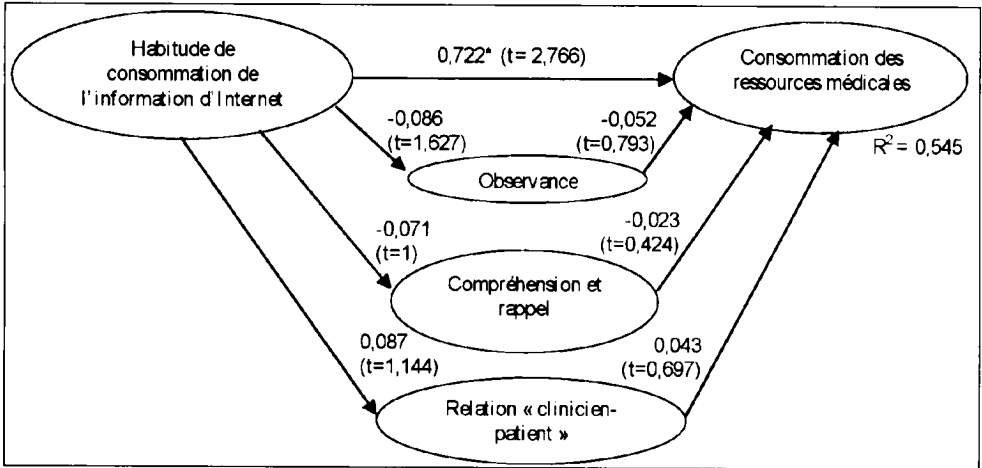 Habitude de
consommation de
l'information d'Internet
0,722* (t= 2,766)
Consommation des
ressources médicales
R² = 0,545
-0,086
(t=1,627)
-0,052
(t=0,793)
Observance
-0,071
(t=1)
-0,023
(t=0,424)
Compréhension et
rappel
0,087
(t=1,144)
0,043
(t=0,697)
Relation « clinicien-
patient »